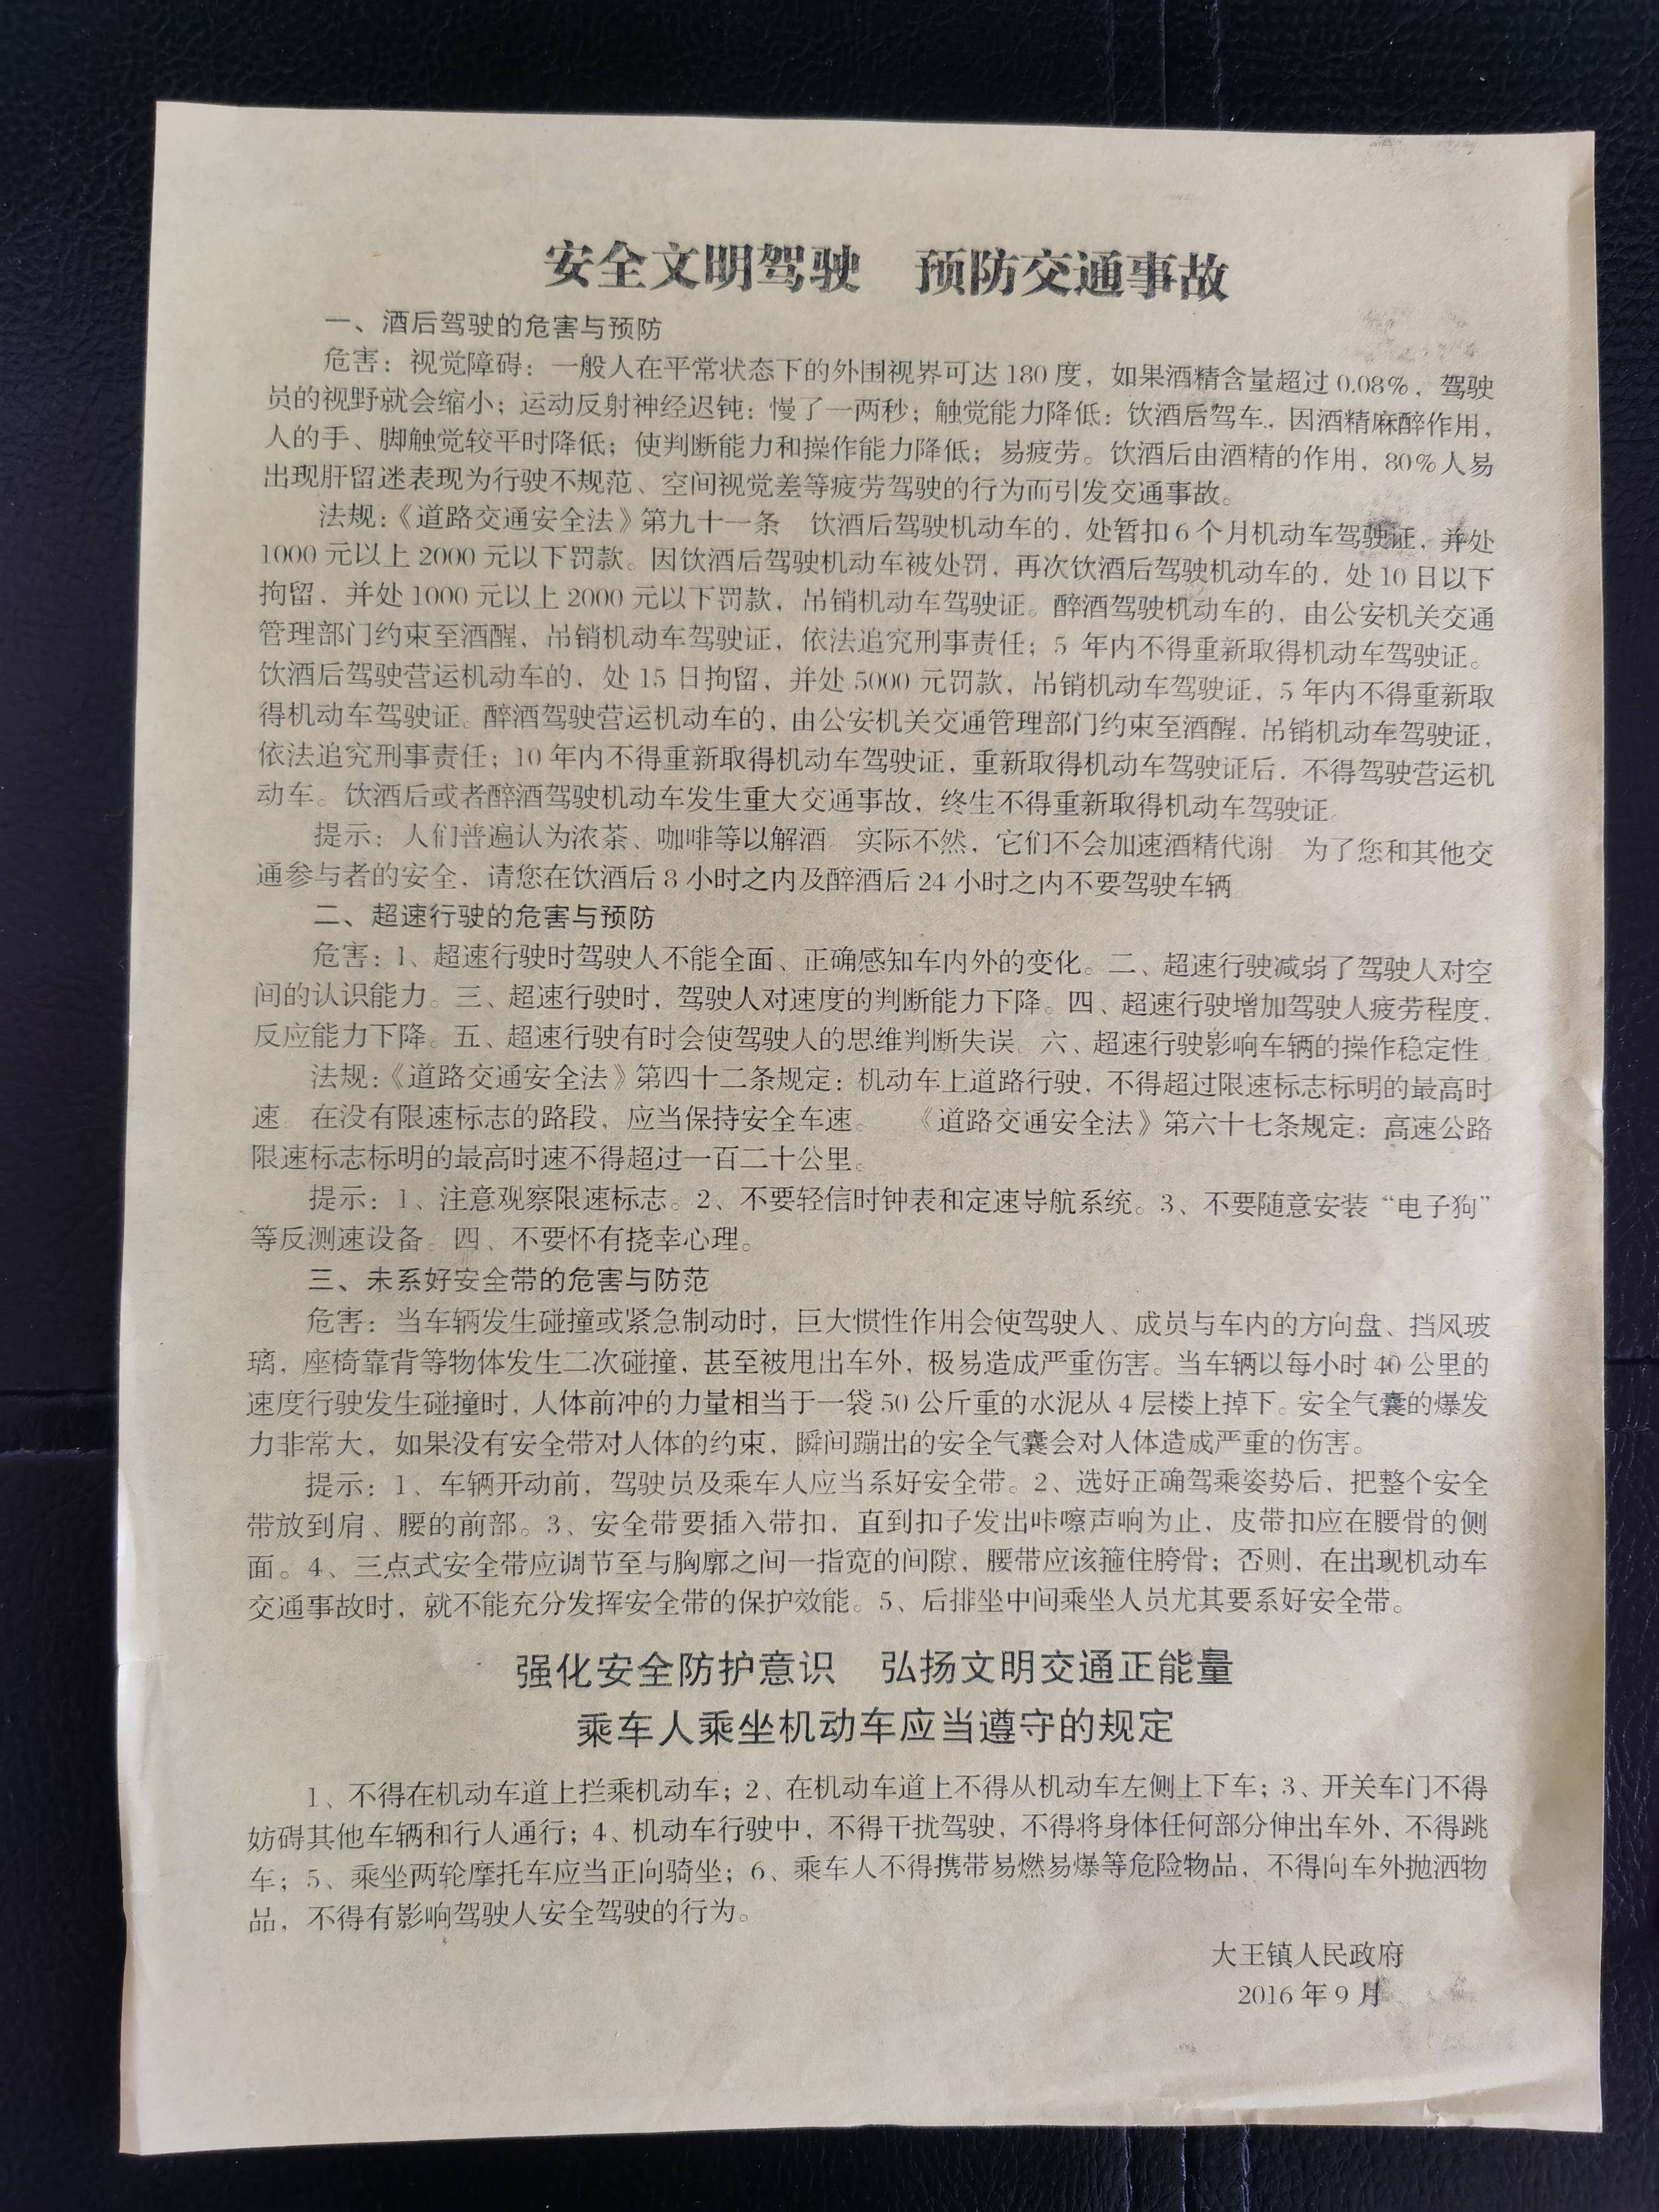 安全文明驾驶　预防交通事故
一、酒后驾驶的危害与预防
危害：视觉障碍：一般人在平常状态下的外围视界可达180度，如果酒精含量超过0.08%，驾驶
员的视野就会缩小；运动反射神经迟钝：慢了一两秒；触觉能力降低：饮酒后驾车.，因酒精麻醉作用，
人的手、脚触觉较平时降低；使判断能力和操作能力降低；易疲劳。饮酒后由酒精的作用，80%人易
出现肝留迷表现为行驶不规范、空间视觉差等疲劳驾驶的行为而引发交通事故。
法规：《道路交通安全法》第九十一条　饮酒后驾驶机动车的，处暂扣6个月机动车驾驶证，并处
1000元以上2000元以下罚款。因饮酒后驾驶机动车被处罚，再次饮酒后驾驶机动车的，处10日以下
拘留，并处1000元以上2000元以下罚款，吊销机动车驾驶证。醉酒驾驶机动车的，由公安机关交通
管理部门约束至酒醒，吊销机动车驾驶证，依法追究刑事责任；5 年内不得重新取得机动车驾驶证。
饮酒后驾驶营运机动车的，处15日拘留，并处5000元罚款，吊销机动车驾驶证，5年内不得重新取
得机动车驾驶证。醉酒驾驶营运机动车的，由公安机关交通管理部门约束至酒醒，吊销机动车驾驶证，
依法追究刑事责任；10年内不得重新取得机动车驾驶证，重新取得机动车驾驶证后，不得驾驶营运机
动车。饮酒后或者醉酒驾驶机动车发生重大交通事故，终生不得重新取得机动车驾驶证。
提示：人们普遍认为浓茶、咖啡等以解酒。实际不然，它们不会加速酒精代谢。为了您和其他交
通参与者的安全，请您在饮酒后8小时之内及醉酒后24小时之内不要驾驶车辆。
二、超速行驶的危害与预防
危害：1、超速行驶时驾驶人不能全面、正确感知车内外的变化。二、超速行驶减弱了驾驶人对空
间的认识能力。三、超速行驶时，驾驶人对速度的判断能力下降。四、超速行驶增加驾驶人疲劳程度，
反应能力下降。五、超速行驶有时会使驾驶人的思维判断失误。六、超速行驶影响车辆的操作稳定性。
法规：《道路交通安全法》第四十二条规定：机动车上道路行驶，不得超过限速标志标明的最高时
速。在没有限速标志的路段，应当保持安全车速。　《道路交通安全法》第六十七条规定：高速公路
限速标志标明的最高时速不得超过一百二十公里。
提示：1、注意观察限速标志。2、不要轻信时钟表和定速导航系统。3、不要随意安装“电子狗”
等反测速设备。四、不要怀有挠幸心理。
三、未系好安全带的危害与防范
危害：当车辆发生碰撞或紧急制动时，巨大惯性作用会使驾驶人、成员与车内的方向盘、挡风玻
璃，座椅靠背等物体发生二次碰撞，甚至被甩出车外，极易造成严重伤害。当车辆以每小时40公里的
速度行驶发生碰撞时，人体前冲的力量相当于一袋50公斤重的水泥从4层楼上掉下。安全气囊的爆发
力非常大，如果没有安全带对人体的约束，瞬间蹦出的安全气囊会对人体造成严重的伤害。
提示：1、车辆开动前，驾驶员及乘车人应当系好安全带。2、选好正确驾乘姿势后，把整个安全
带放到肩、腰的前部。3、安全带要插入带扣，直到扣子发出咔嚓声响为止，皮带扣应在腰骨的侧
面。4、三点式安全带应调节至与胸廓之间一指宽的间隙，腰带应该箍住胯骨；否则，在出现机动车
交通事故时，就不能充分发挥安全带的保护效能。5、后排坐中间乘坐人员尤其要系好安全带。
强化安全防护意识　弘扬文明交通正能量
乘车人乘坐机动车应当遵守的规定
1、不得在机动车道上拦乘机动车；2、在机动车道上不得从机动车左侧上下车；3、开关车门不得
妨碍其他车辆和行人通行；4、机动车行驶中，不得干扰驾驶，不得将身体任何部分伸出车外，不得跳
车；5、乘坐两轮摩托车应当正向骑坐；6、乘车人不得携带易燃易爆等危险物品，不得向车外抛洒物
品，不得有影响驾驶人安全驾驶的行为。
大王镇人民政府
2016年9月